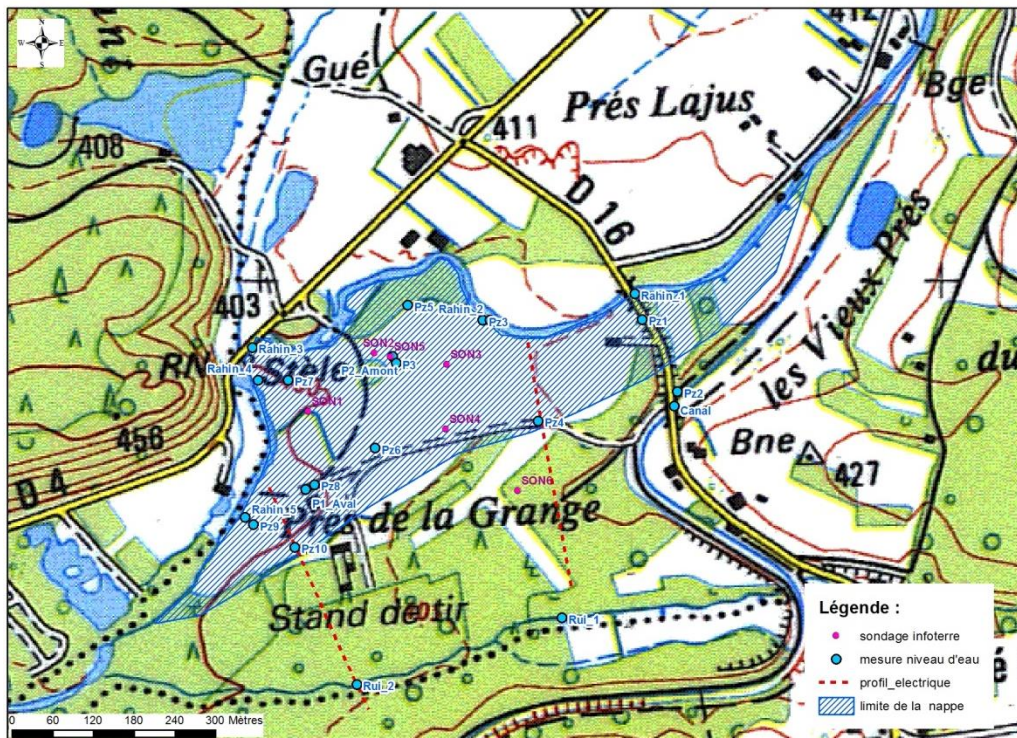 N
W E
S
Gué
Prés Lajus
412
Bge
411
408
D 16
403
les Vieux Prés
du
Rahin_1
Pz5
Rahin_2
Pz3
Pz1
Rahin_3
SON2
SON5
SON3
P3
P2_Amont
RN
Stèle
Rahin_4
Pz7
Pz2
Canal
SON1
SON4
Pz4
456
Bne
427
Pz6
D 4
Pz8
SON6
P1_Aval
Rahin_5
Pz9
Prés de la Grange
Pz10
Stand de tir
Rui_1
Rui_2
é
Légende :
sondage infoterre
mesure niveau d'eau
profil_electrique
limite de la nappe
0 60 120 180 240 300 Mètres